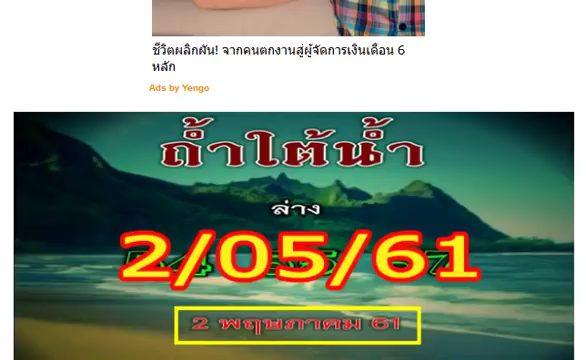 ชีวิตผลิกผัน! จากคนตกงานสู่ผู้จัดการเงินเดือน 6
หลัก
Ads by Yengo
ถ้ำใต้น้ำ
ล่าง
2/05/61
2 พฤษภาคม 61